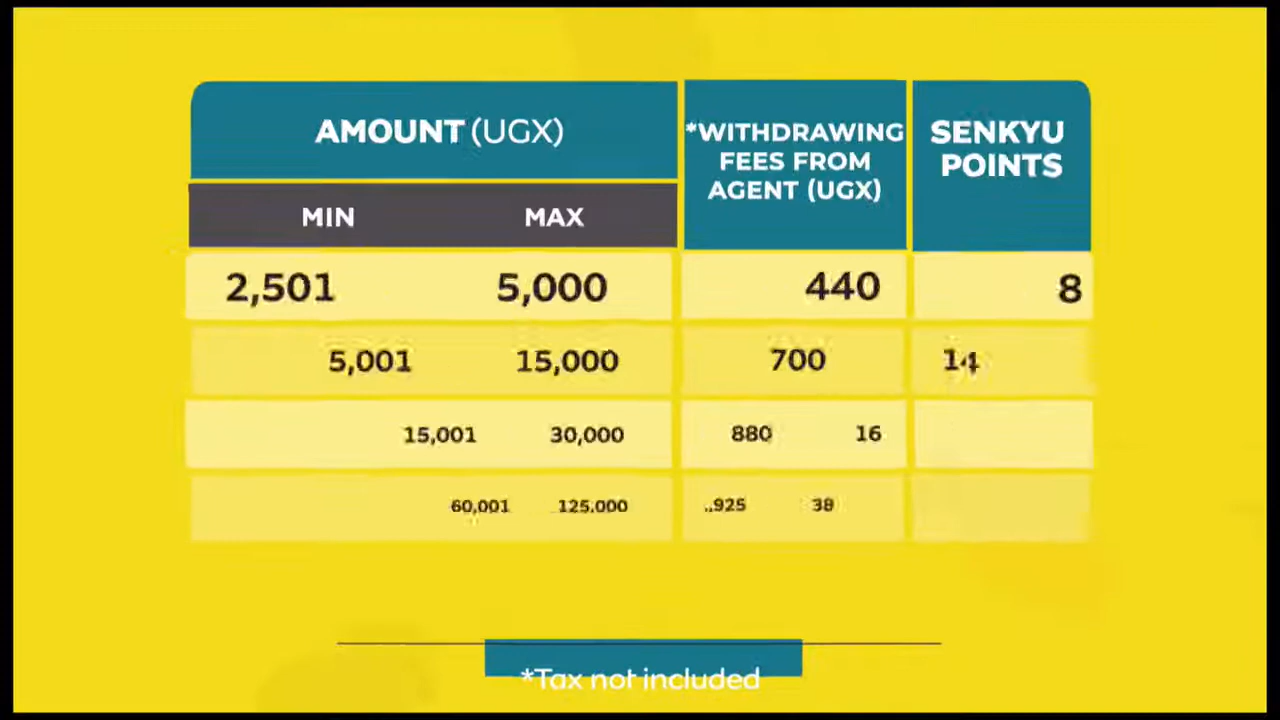 AMOUNT (UGX)
*WITHDRAWING
FEES FROM
AGENT (UGX)
SENKYU
POINTS
MIN MAX
2,501 5,000 440 8
5,001 15,000 700 14
15,001 30,000 880 16
60,001 125,000 38
*Tax not included